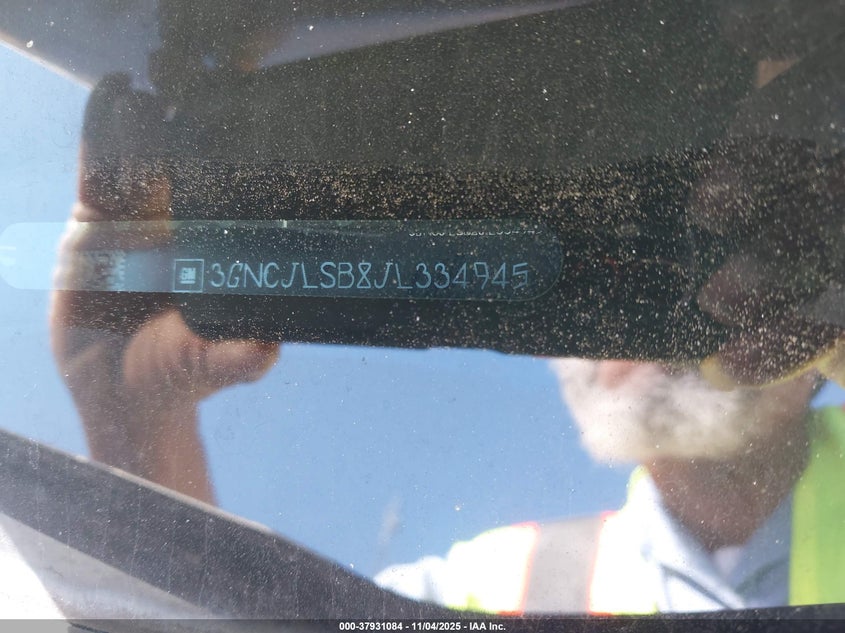 GM 3GNCJLSB8JL334945
000-37931084 - 11/04/2025 - IAA Inc.